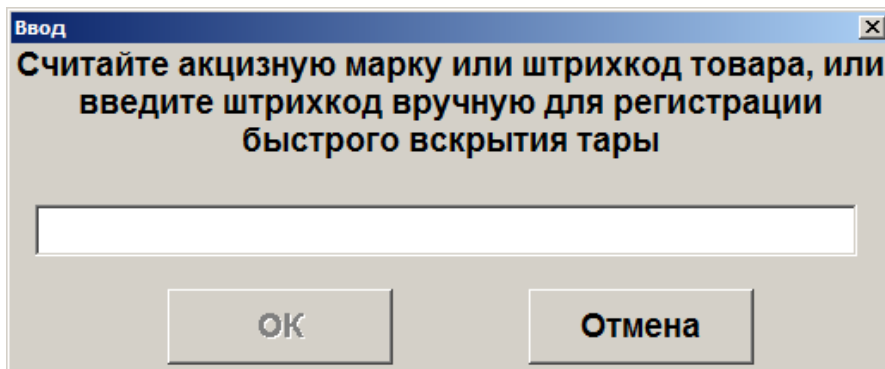 Ввод
Считайте акцизную марку или штрихкод товара, или
введите штрихкод вручную для регистрации
быстрого вскрытия тары
ОК
Отмена